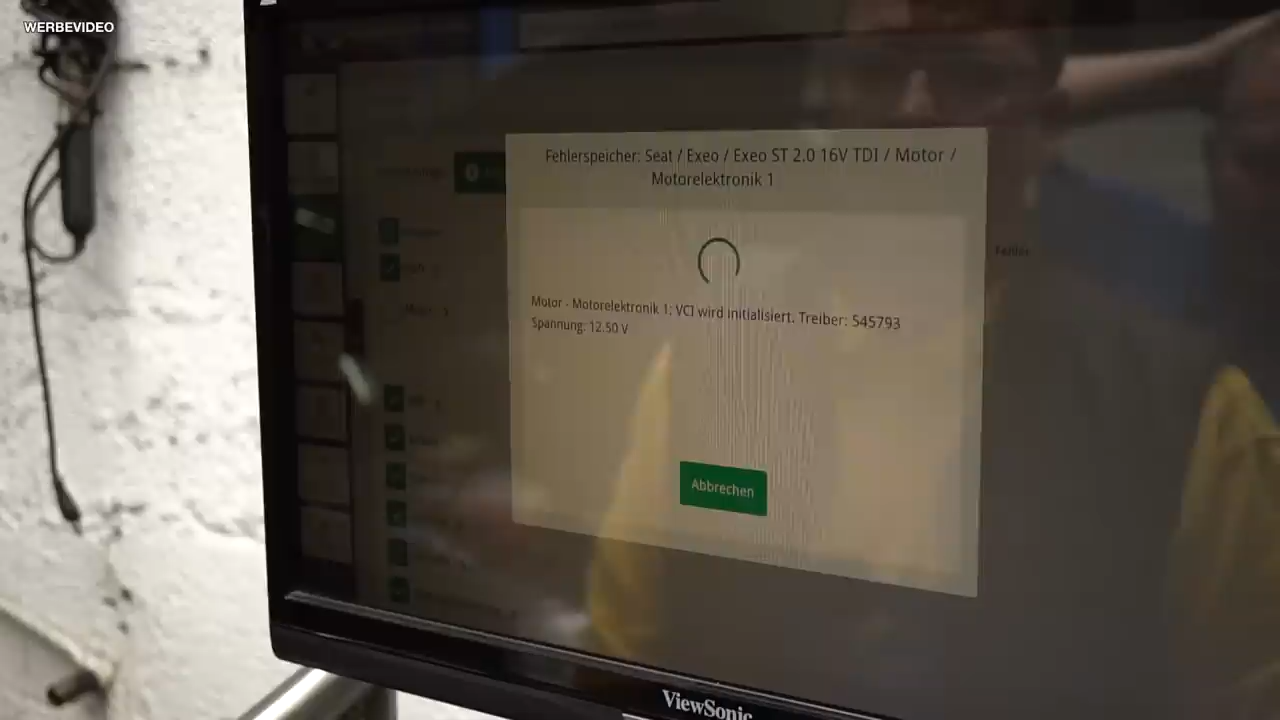 WERBEVIDEO
Fehlerspeicher: Seat / Exeo / Exeo ST 2.0 16V TDI / Motor /
Motorelektronik 1
Fehler
Motor - Motorelektronik 1: VCI wird initialisiert. Treiber: 545793
Spannung: 12.50 V
Abbrechen
ViewSonic